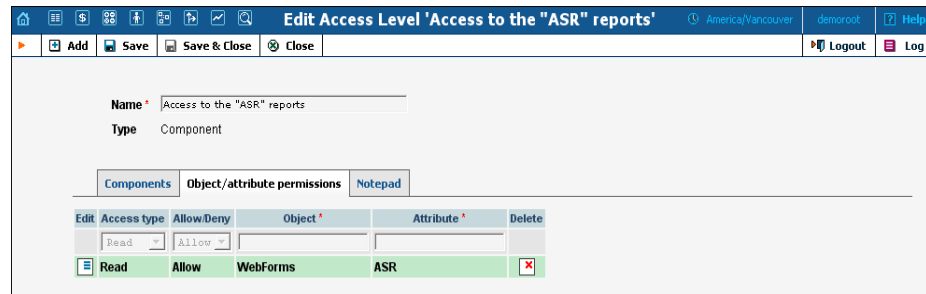 Edit Access Level 'Access to the "ASR" reports' America/Vancouver demoroot Help
Add Save Save & Close Close Logout Log
Name * Access to the "ASR" reports
Type Component
Components Object/attribute permissions Notepad
Edit Access type Allow/Deny Object * Attribute * Delete
Read Allow
Read Allow WebForms ASR